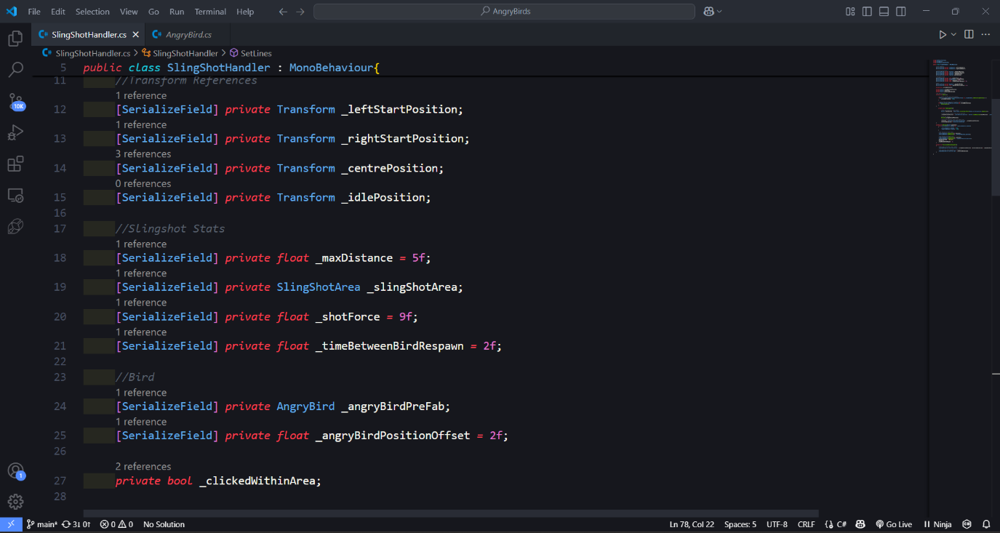 File Edit Selection View Go Run Terminal Help AngryBirds
SlingShotHandler.cs AngryBird.cs
SlingShotHandler.cs > SlingShotHandler > SetLines
5 public class SlingShotHandler : MonoBehaviour{
11 //Transform References
1 reference
12 [SerializeField] private Transform _leftStartPosition;
1 reference
13 [SerializeField] private Transform _rightStartPosition;
3 references
14 [SerializeField] private Transform _centrePosition;
0 references
15 [SerializeField] private Transform _idlePosition;
16
17 //Slingshot Stats
1 reference
18 [SerializeField] private float _maxDistance = 5f;
1 reference
19 [SerializeField] private SlingShotArea _slingShotArea;
1 reference
20 [SerializeField] private float _shotForce = 9f;
1 reference
21 [SerializeField] private float _timeBetweenBirdRespawn = 2f;
22
23 //Bird
1 reference
24 [SerializeField] private AngryBird _angryBirdPreFab;
1 reference
25 [SerializeField] private float _angryBirdPositionOffset = 2f;
26
2 references
27 private bool _clickedWithinArea;
28
10K
1
main* 3↓ 0↑ 0 0 No Solution Ln 78, Col 22 Spaces: 5 UTF-8 CRLF C# Go Live Ninja